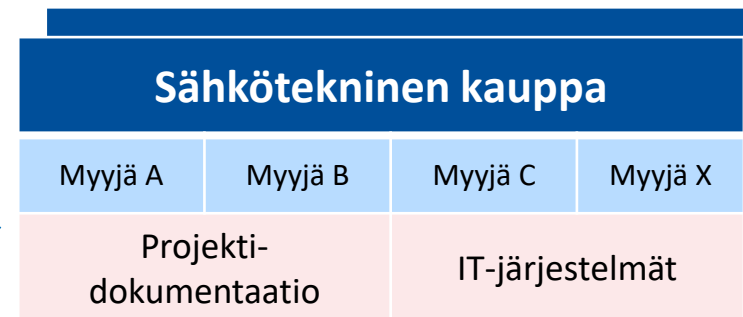 Sähkötekninen kauppa
Myyjä A Myyjä B Myyjä C Myyjä X
Projekti-
dokumentaatio
IT-järjestelmät